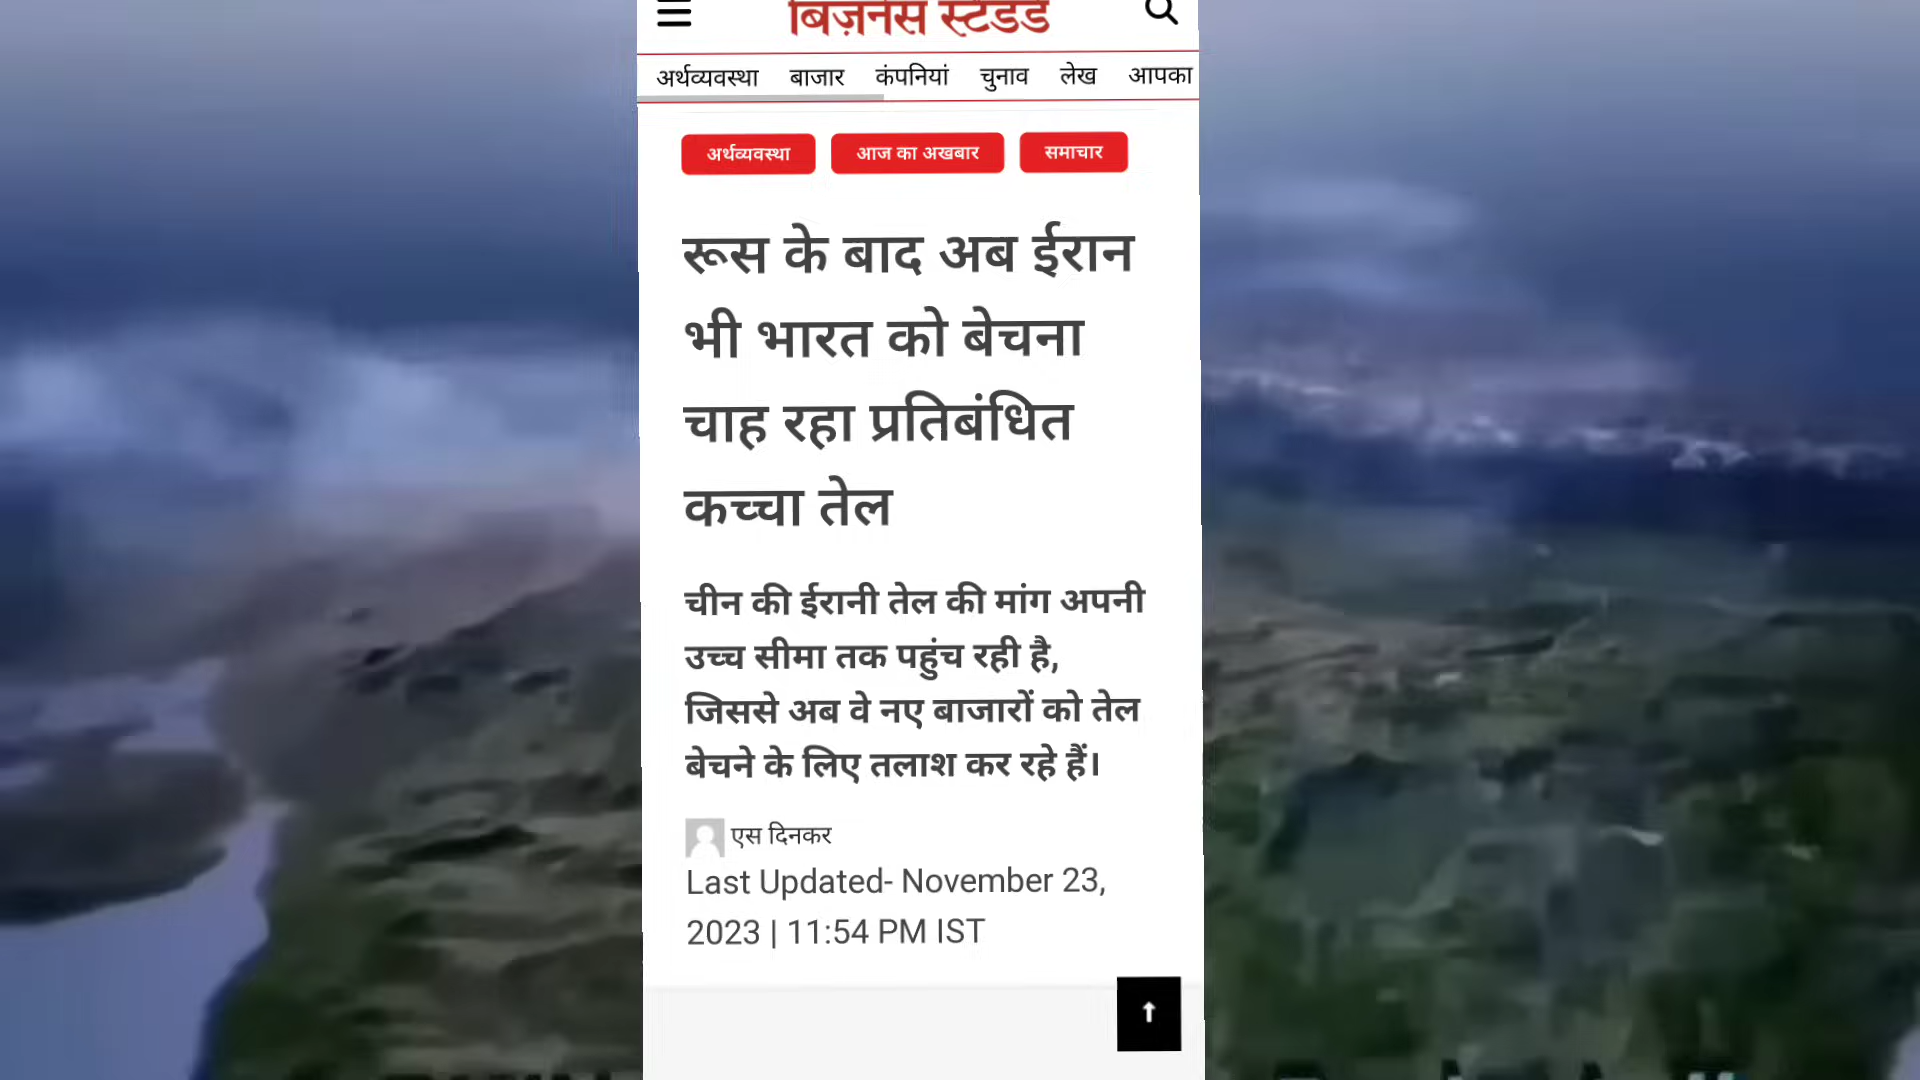 बिज़नेस स्टैंडर्ड
अर्थव्यवस्था बाजार कंपनियां चुनाव लेख आपका
अर्थव्यवस्था आज का अखबार समाचार
रूस के बाद अब ईरान
भी भारत को बेचना
चाह रहा प्रतिबंधित
कच्चा तेल
चीन की ईरानी तेल की मांग अपनी
उच्च सीमा तक पहुंच रही है,
जिससे अब वे नए बाजारों को तेल
बेचने के लिए तलाश कर रहे हैं।
एस दिनकर
Last Updated- November 23,
2023 | 11:54 PM IST